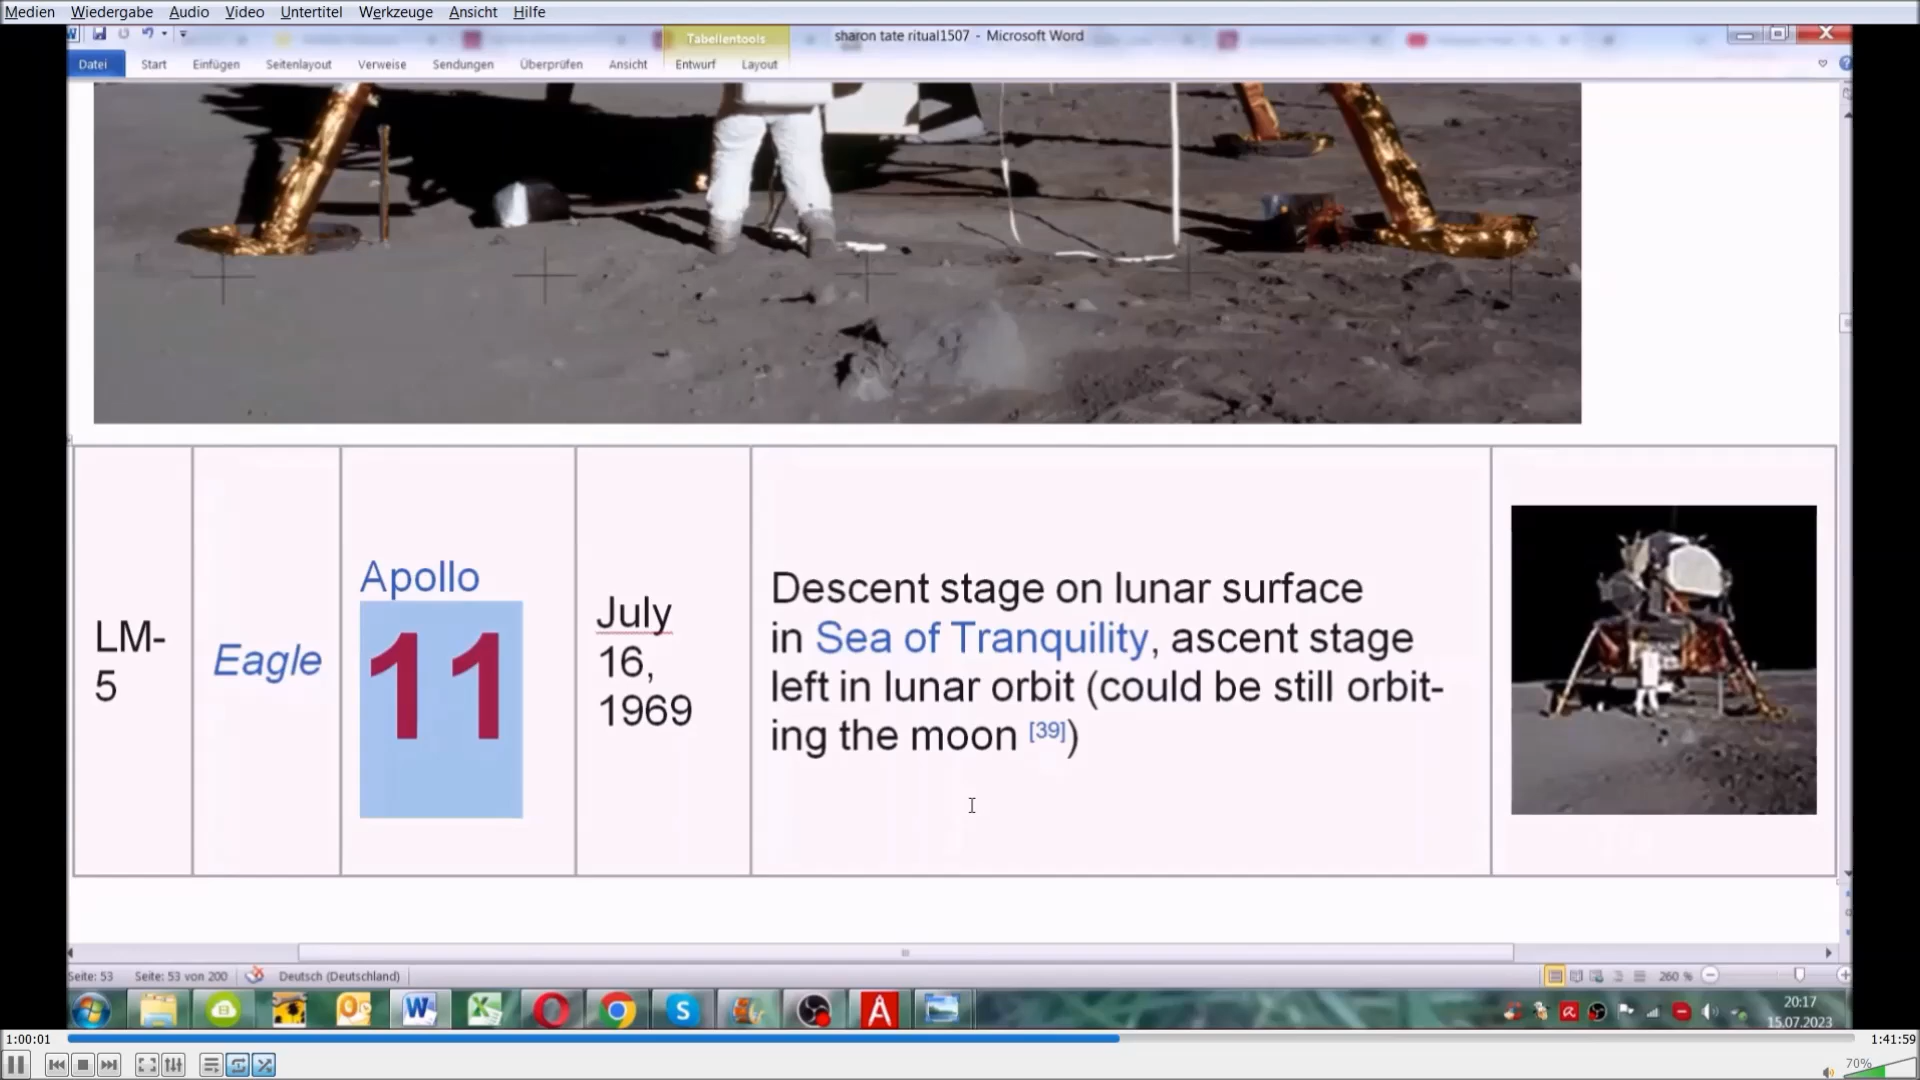 Medien Wiedergabe Audio Video Untertitel Werkzeuge Ansicht Hilfe
Tabellentools
sharon tate ritual1507 - Microsoft Word
Datei Start Einfügen Seitenlayout Verweise Sendungen Überprüfen Ansicht Entwurf Layout
LM-
5
Eagle
Apollo
11
July
16,
1969
Descent stage on lunar surface
in Sea of Tranquility, ascent stage
left in lunar orbit (could be still orbit-
ing the moon [39])
Seite: 53 Seite: 53 von 200 Deutsch (Deutschland) 260 %
20:17
15.07.2023
1:00:01 1:41:59
70%